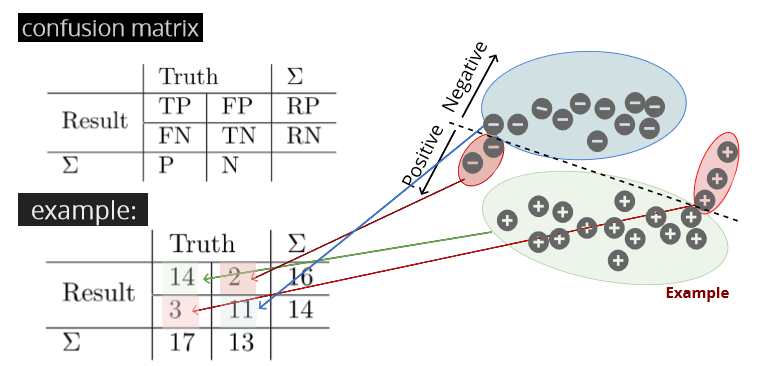 confusion matrix
Truth Σ
Result TP FP RP
FN TN RN
Σ P N
example:
Truth Σ
Result 14 2 16
3 11 14
Σ 17 13
Negative
Positive
Example